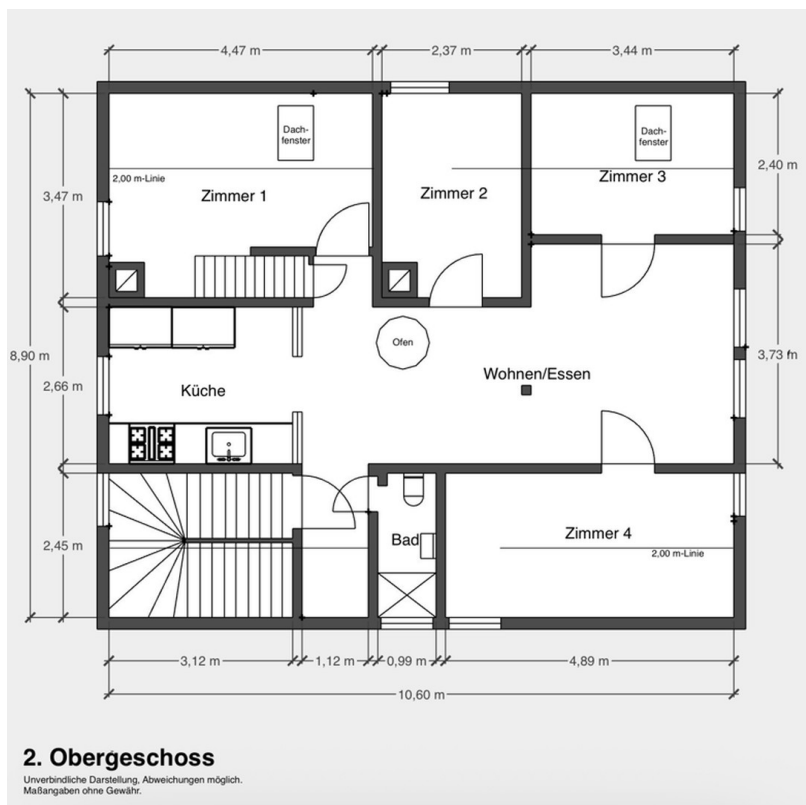 4,47 m
2,37 m
3,44 m
Dach-
fenster
Dach-
fenster
2,40 m
2,00 m-Linie
Zimmer 1
Zimmer 2
Zimmer 3
3,47 m
Ofen
8,90 m
3,73 m
Wohnen/Essen
2,66 m
Küche
Zimmer 4
Bad
2,45 m
2,00 m-Linie
3,12 m
1,12 m
0,99 m
4,89 m
10,60 m
2. Obergeschoss
Unverbindliche Darstellung, Abweichungen möglich.
Maßangaben ohne Gewähr.